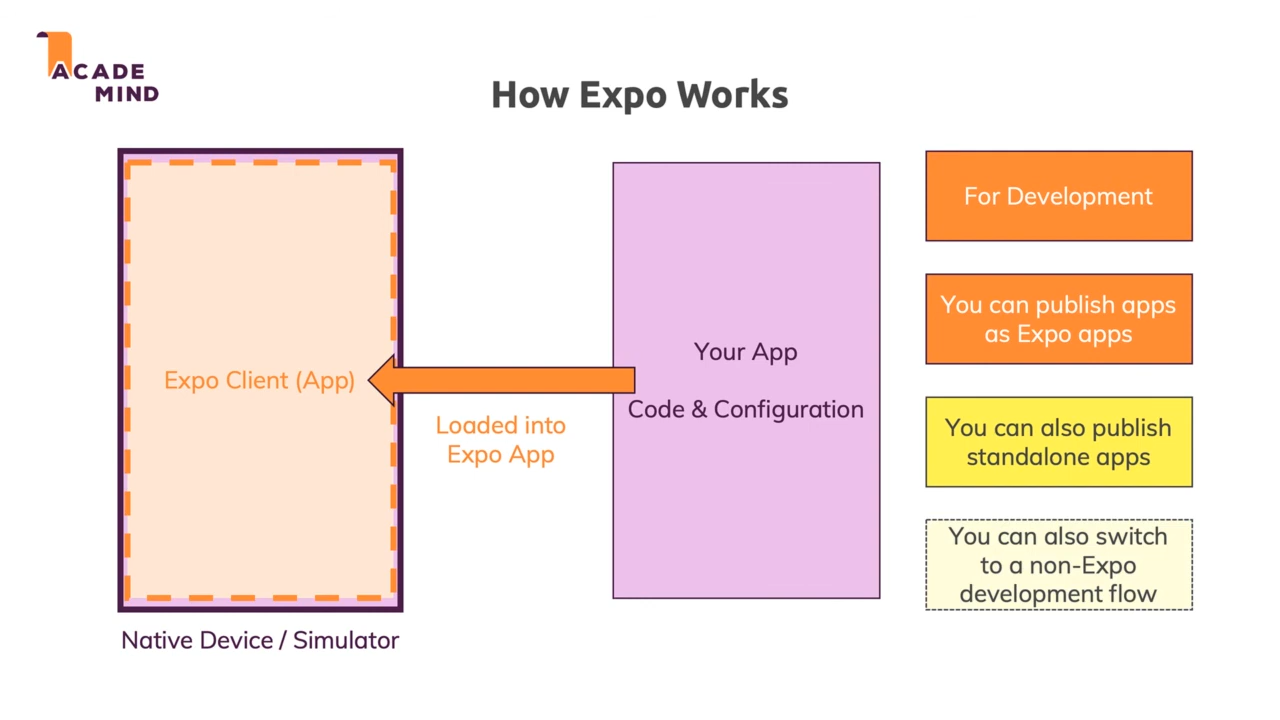 ACADE
MIND
How Expo Works
Expo Client (App)
Native Device / Simulator
Loaded into
Expo App
Your App
Code & Configuration
For Development
You can publish apps
as Expo apps
You can also publish
standalone apps
You can also switch
to a non-Expo
development flow